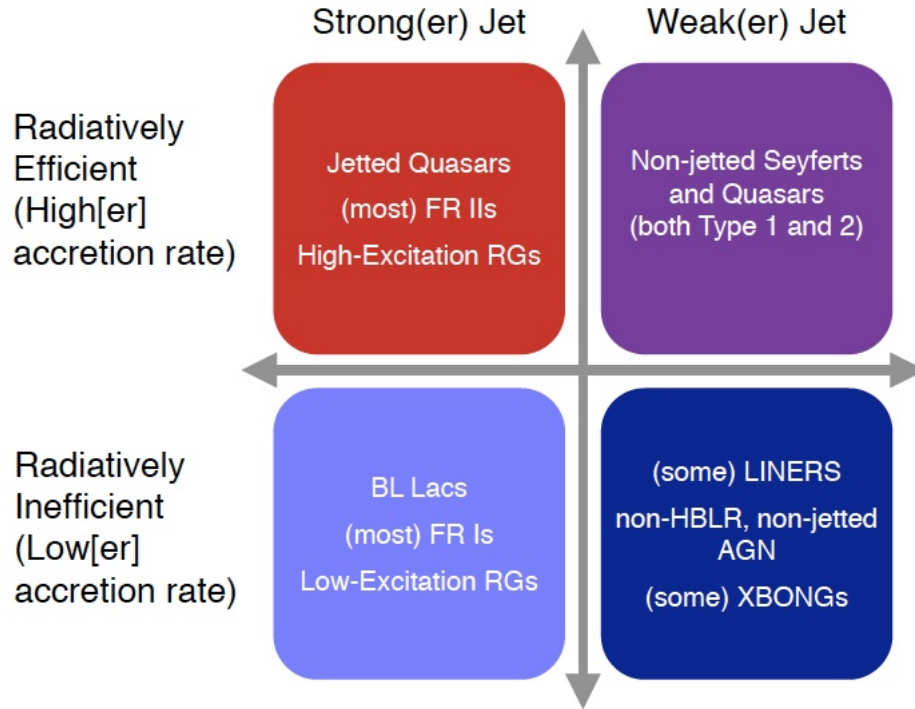 Strong(er) Jet
Weak(er) Jet
Radiatively
Efficient
(High[er]
accretion rate)
Jetted Quasars
(most) FR IIs
High-Excitation RGs
Non-jetted Seyferts
and Quasars
(both Type 1 and 2)
Radiatively
Inefficient
(Low[er]
accretion rate)
BL Lacs
(most) FR Is
Low-Excitation RGs
(some) LINERS
non-HBLR, non-jetted
AGN
(some) XBONGs